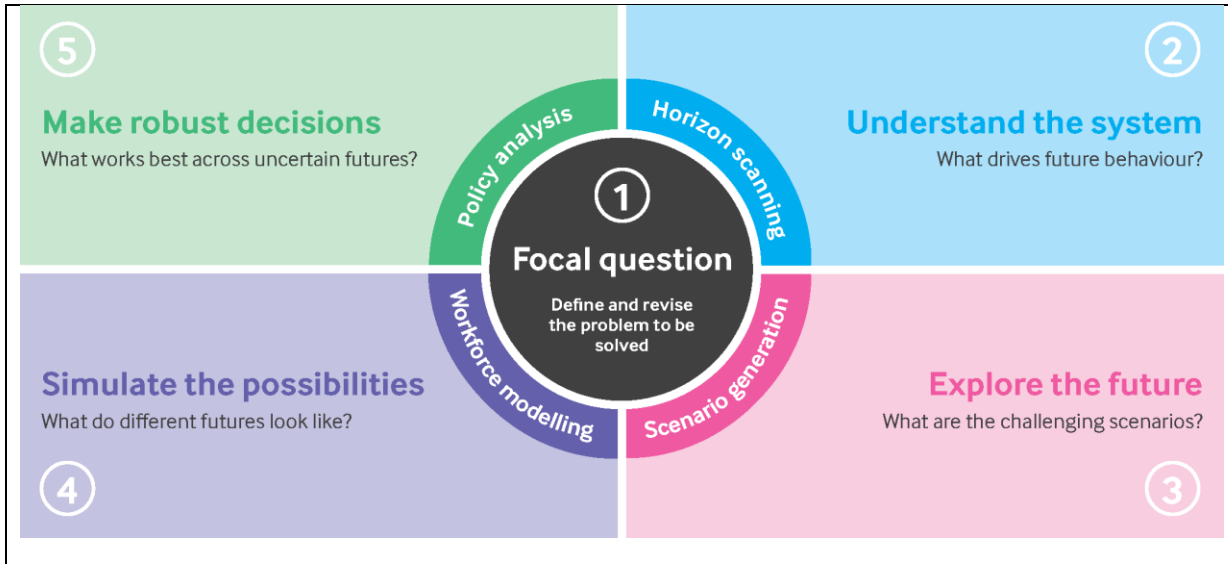 1
Focal question
Define and revise
the problem to be
solved
2
Understand the system
What drives future behaviour?
Horizon scanning
3
Explore the future
What are the challenging scenarios?
Scenario generation
4
Simulate the possibilities
What do different futures look like?
Workforce modelling
5
Make robust decisions
What works best across uncertain futures?
Policy analysis